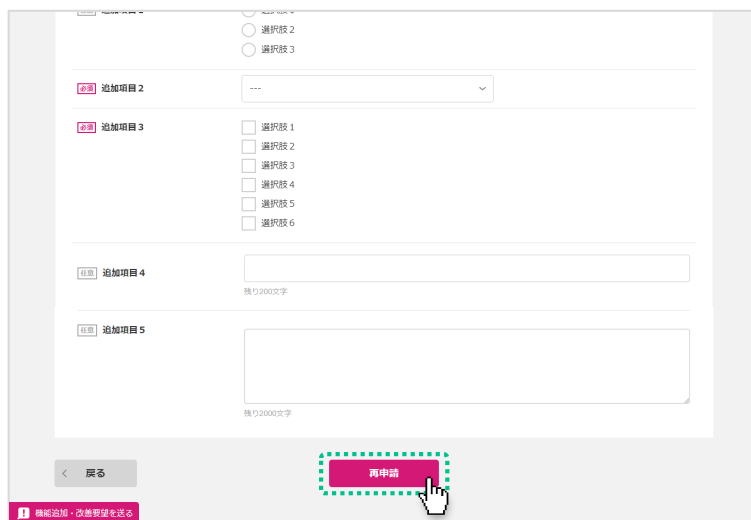 選択肢２
選択肢３
必須 追加項目２
---
必須 追加項目３
選択肢１
選択肢２
選択肢３
選択肢４
選択肢５
選択肢６
任意 追加項目４
残り200文字
任意 追加項目５
残り2000文字
戻る
再申請
機能追加・改善要望を送る